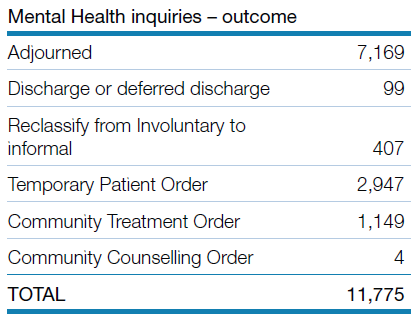 Mental Health inquiries – outcome
Adjourned 7,169
Discharge or deferred discharge 99
Reclassify from Involuntary to
informal 407
Temporary Patient Order 2,947
Community Treatment Order 1,149
Community Counselling Order 4
TOTAL 11,775